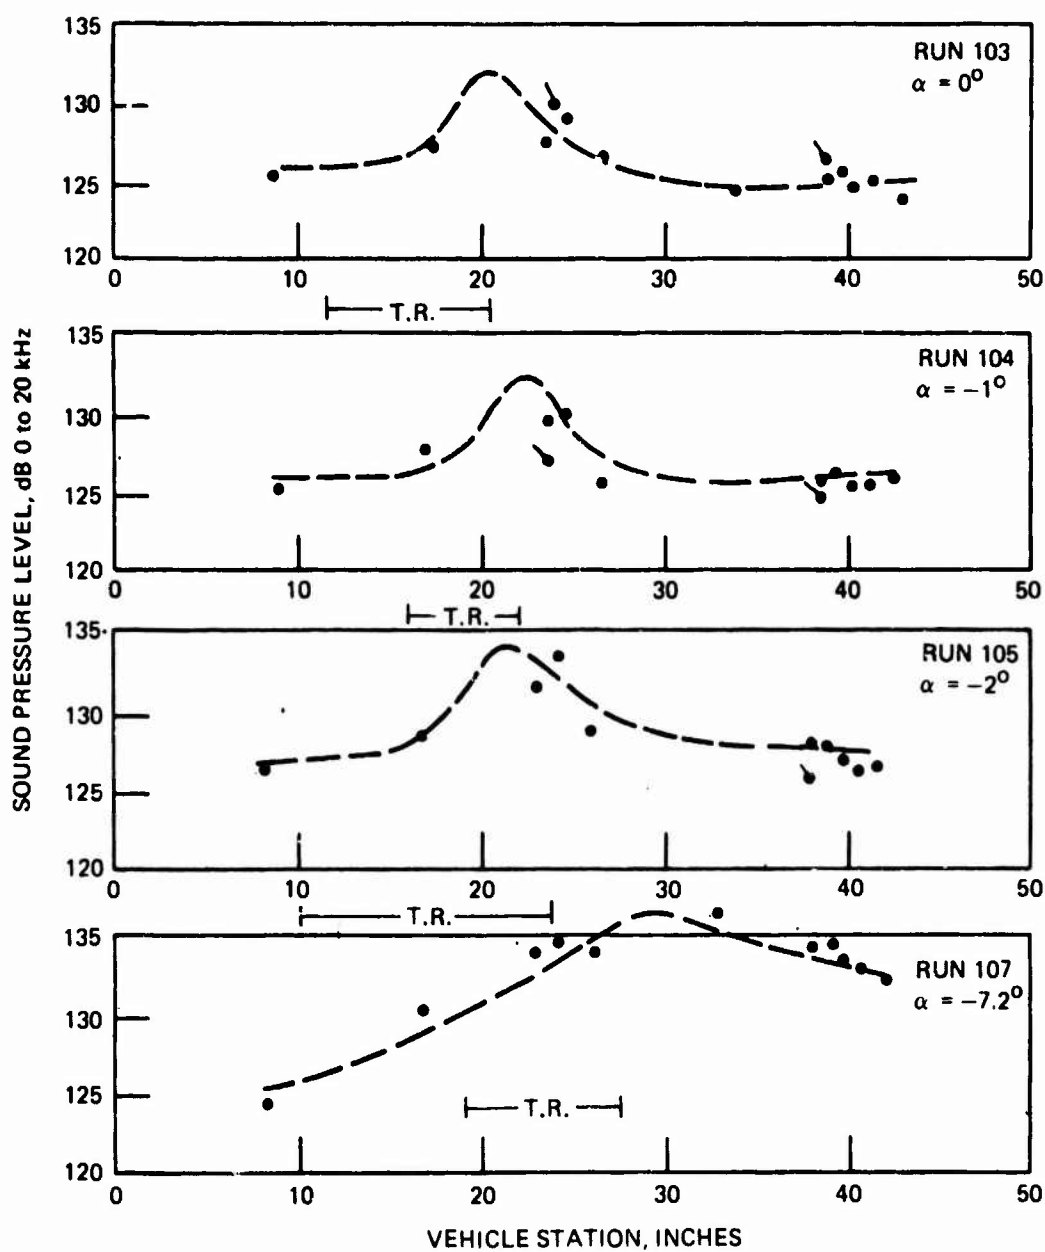 SOUND PRESSURE LEVEL, dB 0 to 20 kHz
135
130
125
120
RUN 103
α = 0°
0 10 20 30 40 50
T.R.
135
130
125
120
RUN 104
α = −1°
0 10 20 30 40 50
T.R.
135
130
125
120
RUN 105
α = −2°
0 10 20 30 40 50
T.R.
135
130
125
120
RUN 107
α = −7.2°
T.R.
0 10 20 30 40 50
VEHICLE STATION, INCHES